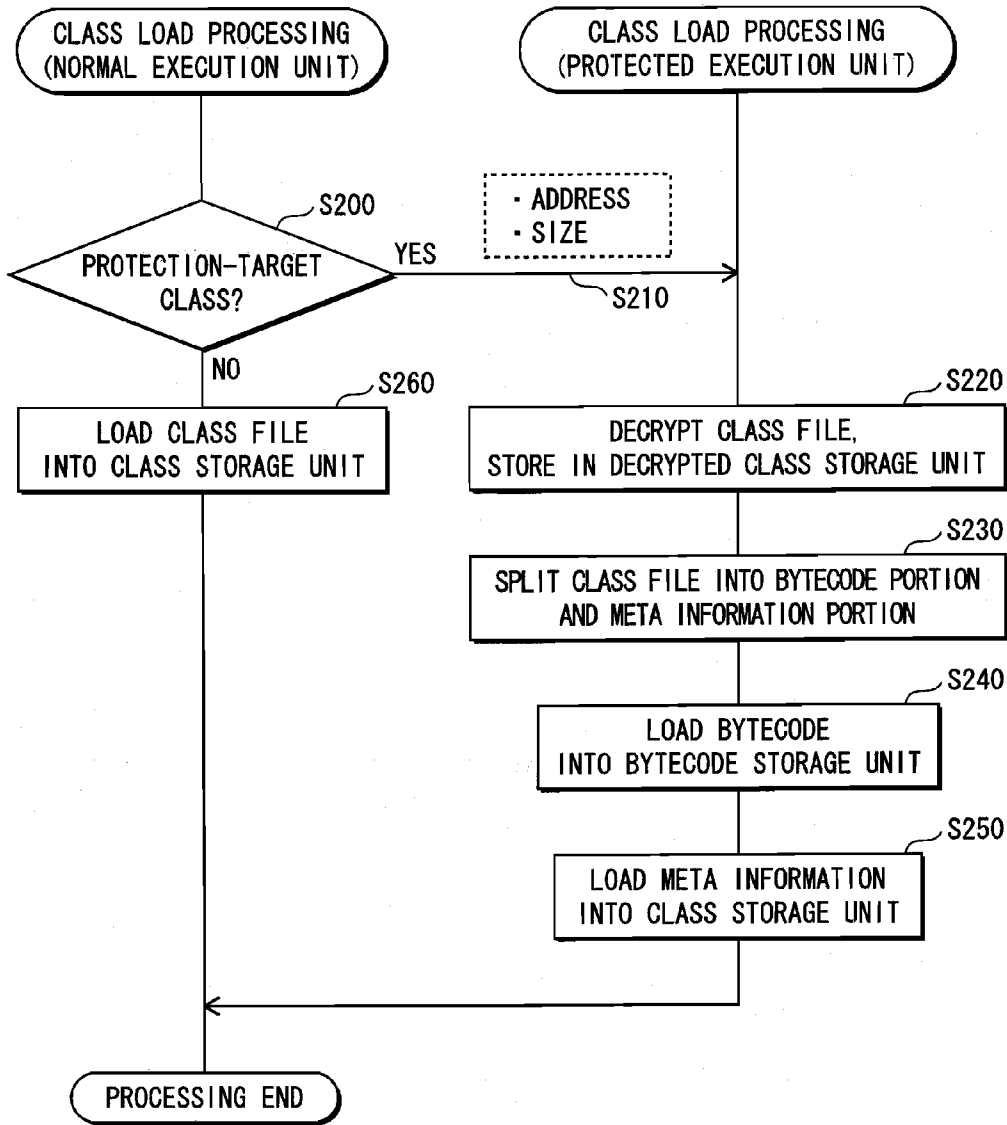 CLASS LOAD PROCESSING
(NORMAL EXECUTION UNIT)
CLASS LOAD PROCESSING
(PROTECTED EXECUTION UNIT)
S200
PROTECTION-TARGET
CLASS?
YES
· ADDRESS
· SIZE
S210
NO
S260
LOAD CLASS FILE
INTO CLASS STORAGE UNIT
S220
DECRYPT CLASS FILE,
STORE IN DECRYPTED CLASS STORAGE UNIT
S230
SPLIT CLASS FILE INTO BYTECODE PORTION
AND META INFORMATION PORTION
S240
LOAD BYTECODE
INTO BYTECODE STORAGE UNIT
S250
LOAD META INFORMATION
INTO CLASS STORAGE UNIT
PROCESSING END